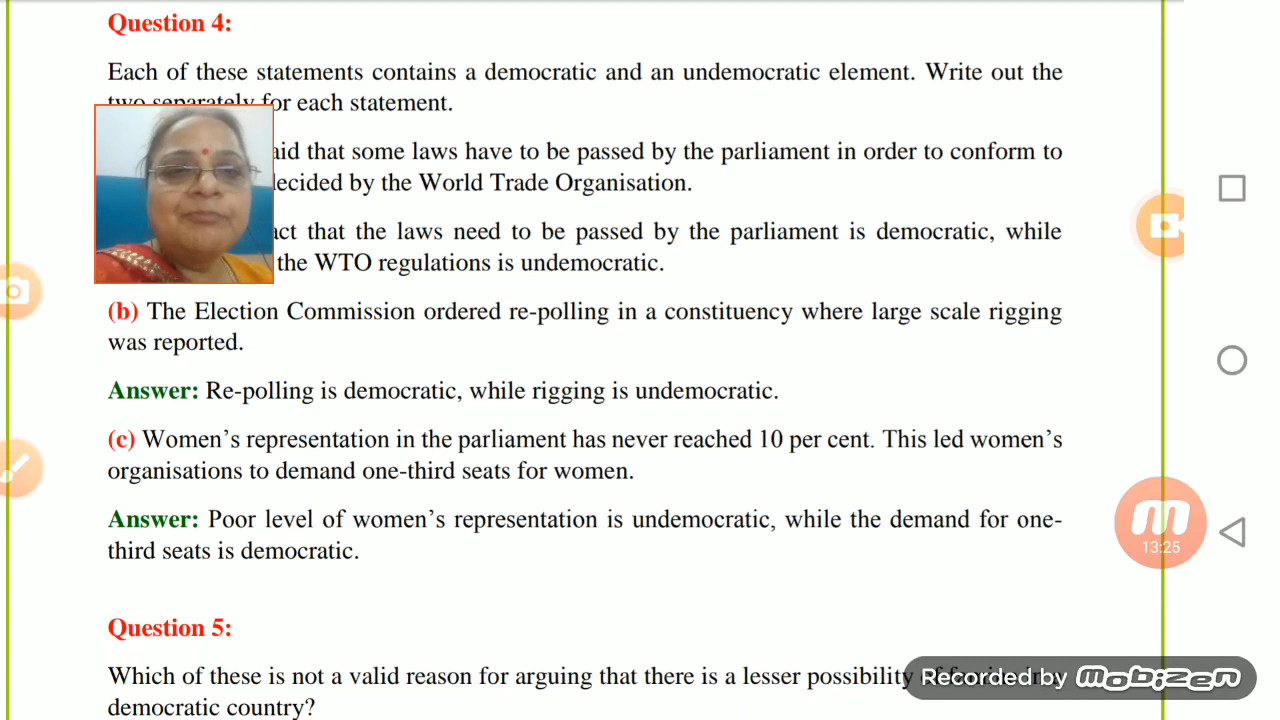 Question 4:
Each of these statements contains a democratic and an undemocratic element. Write out the
two separately for each statement.
aid that some laws have to be passed by the parliament in order to conform to
decided by the World Trade Organisation.
act that the laws need to be passed by the parliament is democratic, while
the WTO regulations is undemocratic.
(b) The Election Commission ordered re-polling in a constituency where large scale rigging
was reported.
Answer: Re-polling is democratic, while rigging is undemocratic.
(c) Women's representation in the parliament has never reached 10 per cent. This led women's
organisations to demand one-third seats for women.
Answer: Poor level of women's representation is undemocratic, while the demand for one-
third seats is democratic.
13:25
Question 5:
Which of these is not a valid reason for arguing that there is a lesser possibility
Recorded by mobizen
democratic country?